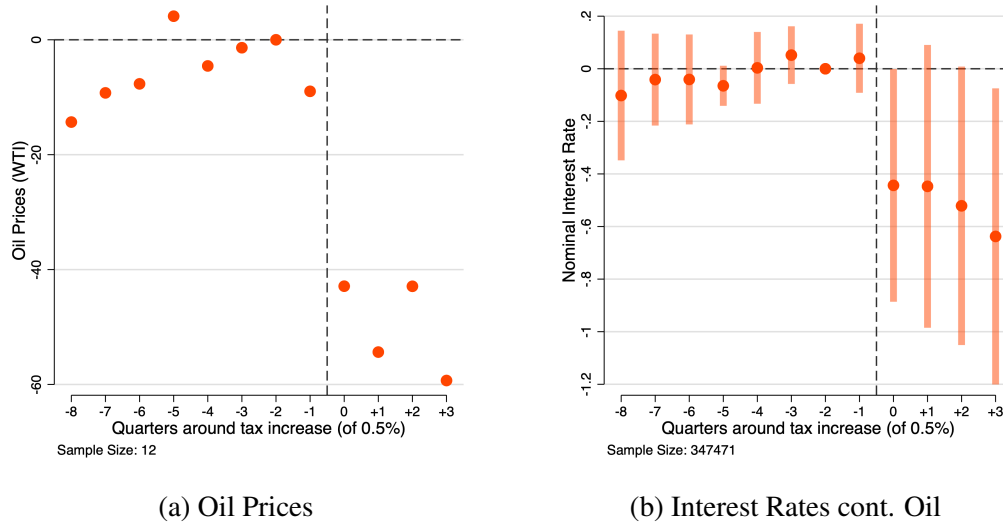 Oil Prices (WTI)
0
-20
-40
-60
-8 -7 -6 -5 -4 -3 -2 -1 0 +1 +2 +3
Quarters around tax increase (of 0.5%)
Sample Size: 12
(a) Oil Prices
Nominal Interest Rate
.2
0
-.2
-.4
-.6
-.8
-1
-1.2
-8 -7 -6 -5 -4 -3 -2 -1 0 +1 +2 +3
Quarters around tax increase (of 0.5%)
Sample Size: 347471
(b) Interest Rates cont. Oil